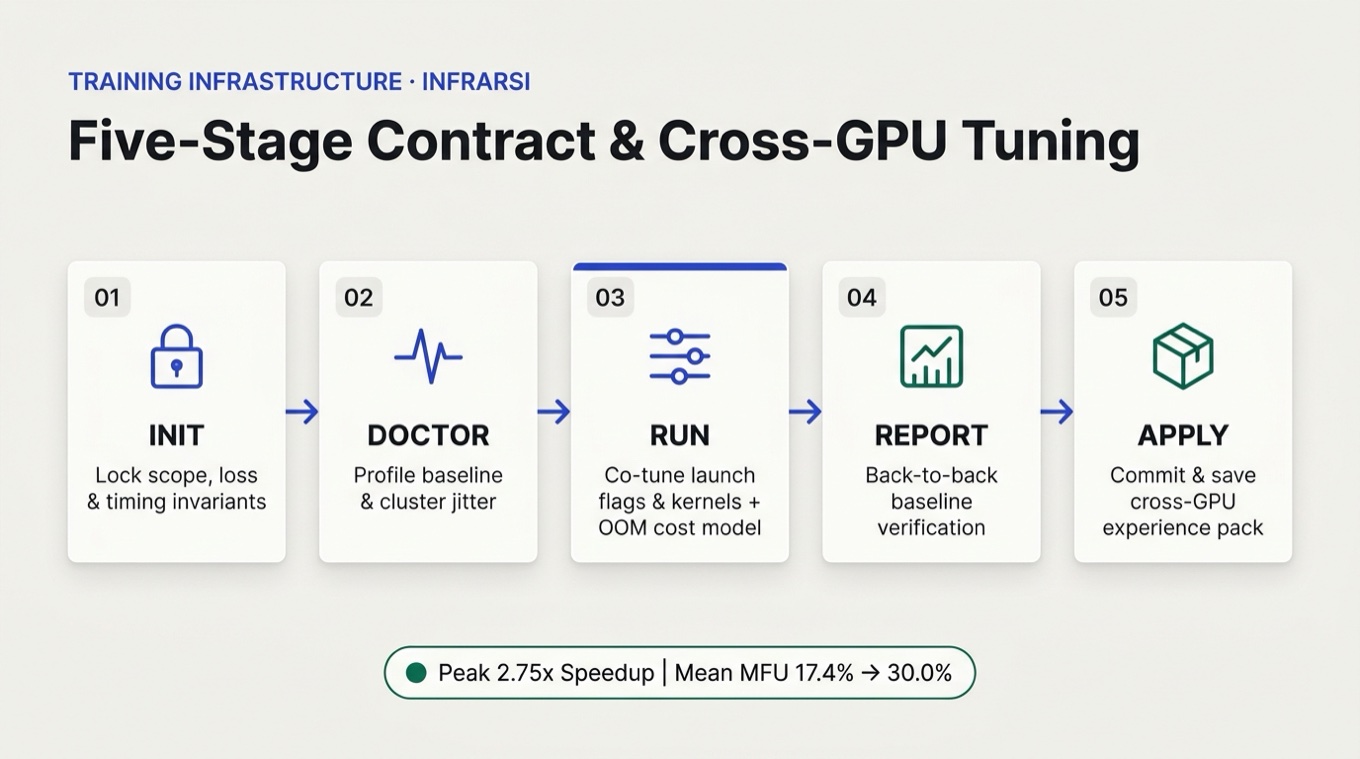 TRAINING INFRASTRUCTURE · INFRARSI
Five-Stage Contract & Cross-GPU Tuning
01
INIT
Lock scope, loss
& timing invariants
02
DOCTOR
Profile baseline
& cluster jitter
03
RUN
Co-tune launch
flags & kernels +
OOM cost model
04
REPORT
Back-to-back
baseline
verification
05
APPLY
Commit & save
cross-GPU
experience pack
Peak 2.75x Speedup | Mean MFU 17.4% → 30.0%